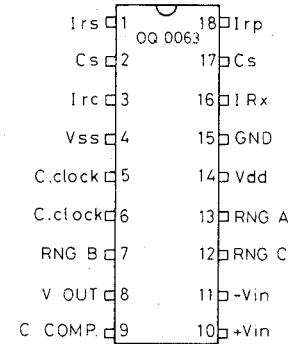 Irs 1 18 Irp
OQ 0063
Cs 2 17 Cs
Irc 3 16 IRx
Vss 4 15 GND
C.clock 5 14 Vdd
C.clock 6 13 RNG A
RNG B 7 12 RNG C
V OUT 8 11 -Vin
C COMP. 9 10 +Vin